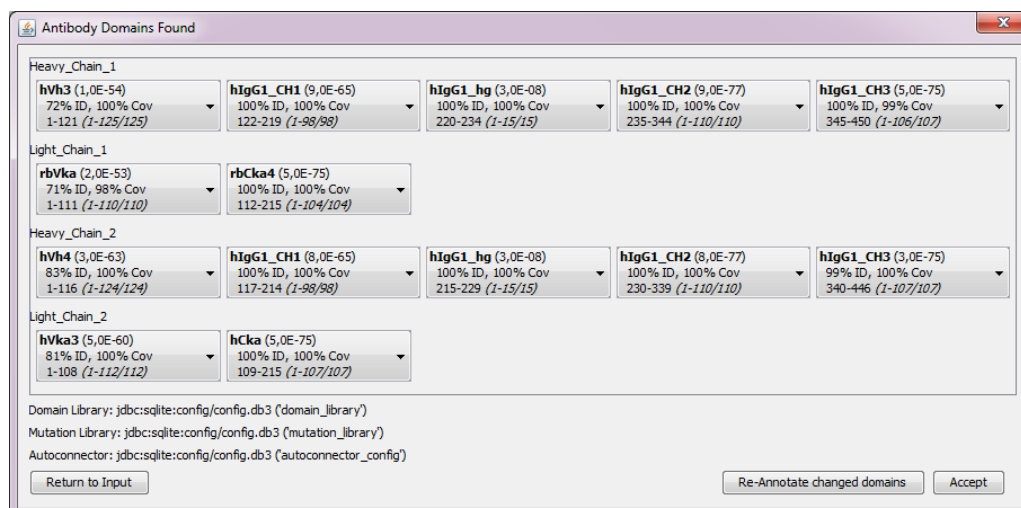 Antibody Domains Found
Heavy_Chain_1
hVh3 (1,0E-54) hIgG1_CH1 (9,0E-65) hIgG1_hg (3,0E-08) hIgG1_CH2 (9,0E-77) hIgG1_CH3 (5,0E-75)
72% ID, 100% Cov 100% ID, 100% Cov 100% ID, 100% Cov 100% ID, 100% Cov 100% ID, 99% Cov
1-121 (1-125/125) 122-219 (1-98/98) 220-234 (1-15/15) 235-344 (1-110/110) 345-450 (1-106/107)
Light_Chain_1
rbVka (2,0E-53) rbCka4 (5,0E-75)
71% ID, 98% Cov 100% ID, 100% Cov
1-111 (1-110/110) 112-215 (1-104/104)
Heavy_Chain_2
hVh4 (3,0E-63) hIgG1_CH1 (8,0E-65) hIgG1_hg (3,0E-08) hIgG1_CH2 (8,0E-77) hIgG1_CH3 (3,0E-75)
83% ID, 100% Cov 100% ID, 100% Cov 100% ID, 100% Cov 100% ID, 100% Cov 99% ID, 100% Cov
1-116 (1-124/124) 117-214 (1-98/98) 215-229 (1-15/15) 230-339 (1-110/110) 340-446 (1-107/107)
Light_Chain_2
hVka3 (5,0E-60) hCka (5,0E-75)
81% ID, 100% Cov 100% ID, 100% Cov
1-108 (1-112/112) 109-215 (1-107/107)
Domain Library: jdbc:sqlite:config/config.db3 ('domain_library')
Mutation Library: jdbc:sqlite:config/config.db3 ('mutation_library')
Autoconnector: jdbc:sqlite:config/config.db3 ('autoconnector_config')
Return to Input Re-Annotate changed domains Accept